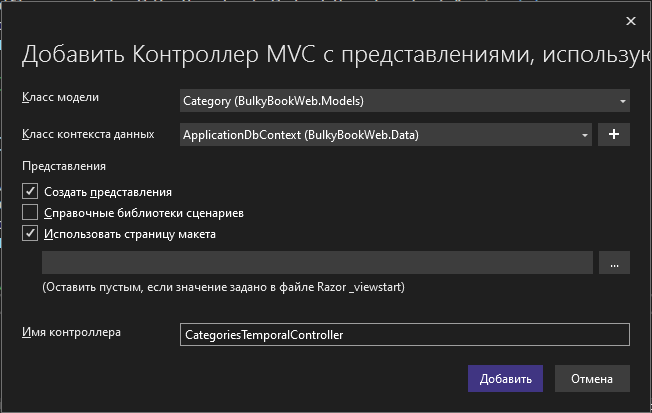 Добавить Контроллер MVC с представлениями, использую
Класс модели
Category (BulkyBookWeb.Models)
Класс контекста данных
ApplicationDbContext (BulkyBookWeb.Data)
+
Представления
Создать представления
Справочные библиотеки сценариев
Использовать страницу макета
...
(Оставить пустым, если значение задано в файле Razor _viewstart)
Имя контроллера
CategoriesTemporalController
Добавить
Отмена